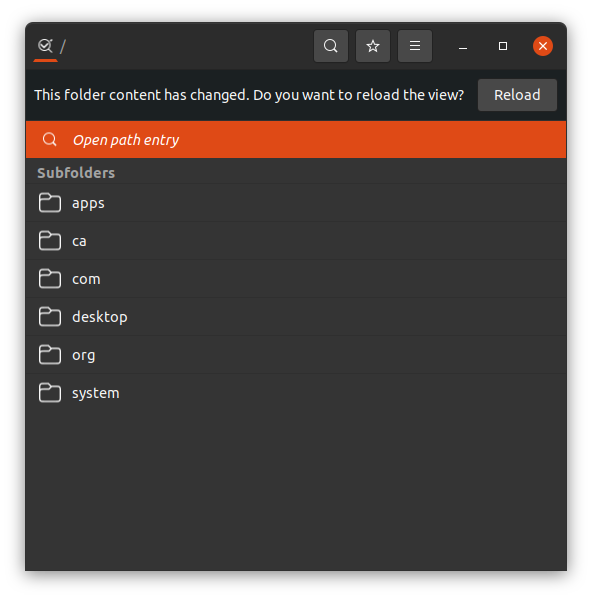 /
This folder content has changed. Do you want to reload the view? Reload
Open path entry
Subfolders
apps
ca
com
desktop
org
system